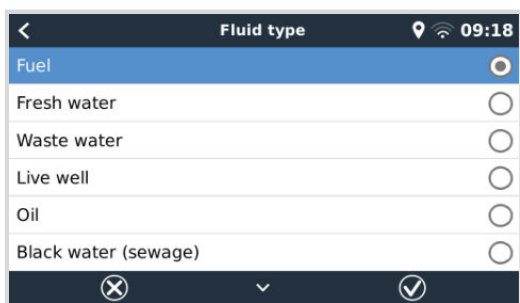 Fluid type 09:18
Fuel
Fresh water
Waste water
Live well
Oil
Black water (sewage)